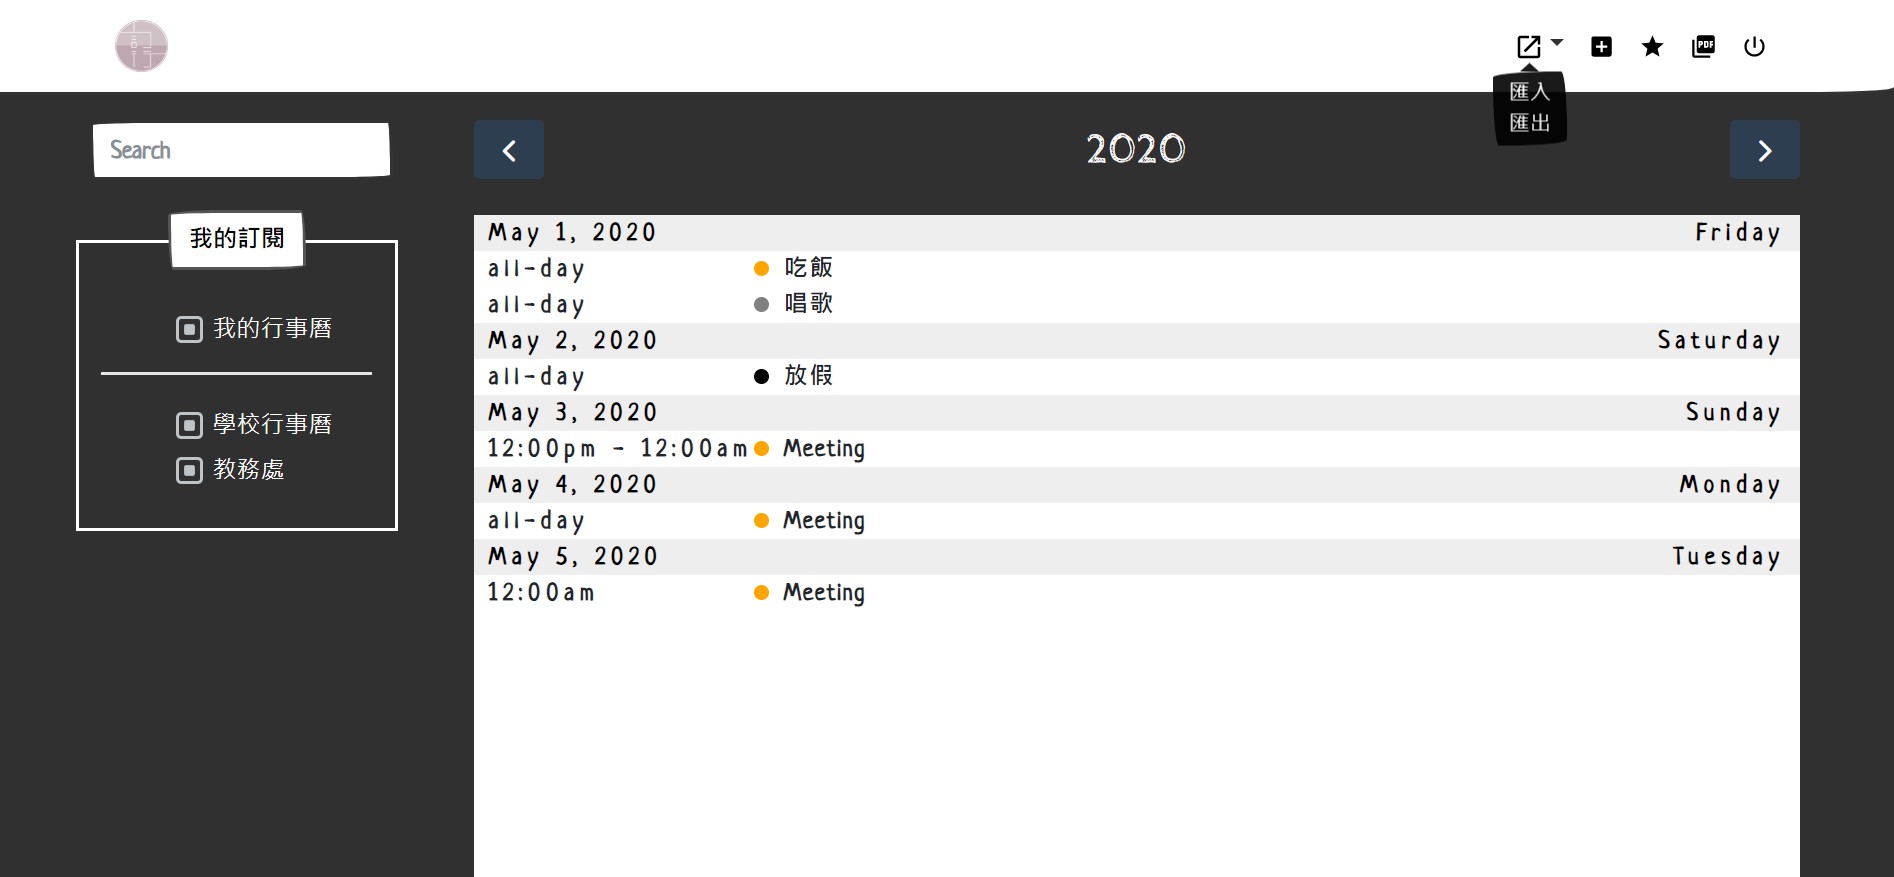 PDF
匯入
匯出
Search
2020
我的訂閱
我的行事曆
學校行事曆
教務處
May 1, 2020 Friday
all-day 吃飯
all-day 唱歌
May 2, 2020 Saturday
all-day 放假
May 3, 2020 Sunday
12:00pm - 12:00am Meeting
May 4, 2020 Monday
all-day Meeting
May 5, 2020 Tuesday
12:00am Meeting